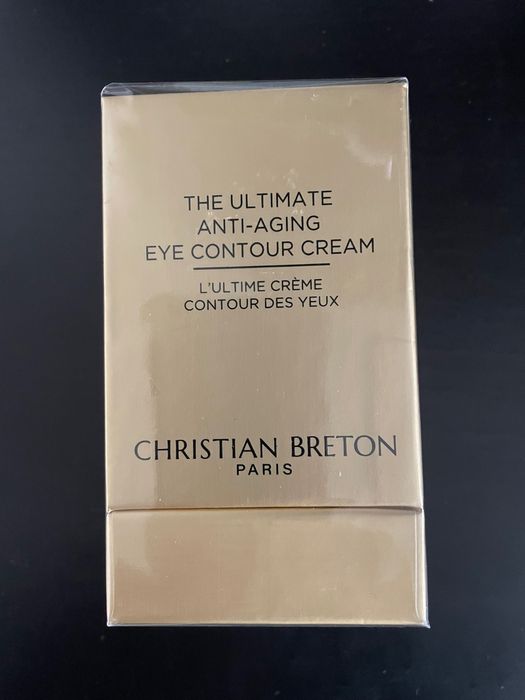 THE ULTIMATE
ANTI-AGING
EYE CONTOUR CREAM
L'ULTIME CRÈME
CONTOUR DES YEUX
CHRISTIAN BRETON
PARIS